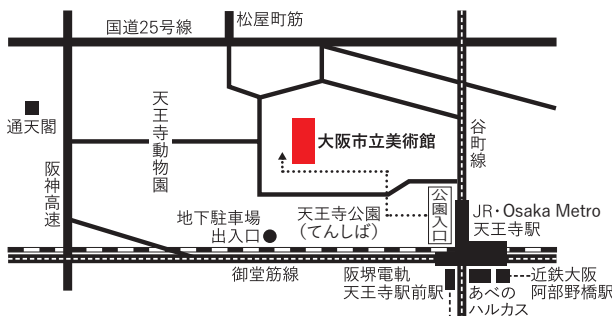 国道25号線
松屋町筋
通天閣
天王寺動物園
阪神高速
大阪市立美術館
谷町線
公園入口
天王寺公園
（てんしば）
地下駐車場
出入口
JR・Osaka Metro
天王寺駅
御堂筋線
阪堺電軌
天王寺駅前駅
あべの
ハルカス
近鉄大阪
阿部野橋駅